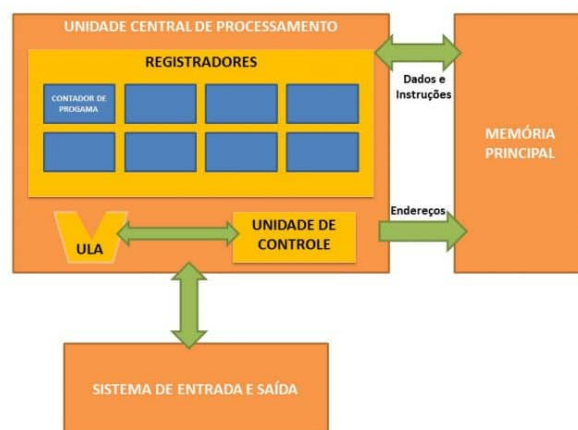 UNIDADE CENTRAL DE PROCESSAMENTO
REGISTRADORES
CONTADOR DE
PROGAMA
Dados e
Instruções
MEMÓRIA
PRINCIPAL
Endereços
ULA
UNIDADE DE
CONTROLE
SISTEMA DE ENTRADA E SAÍDA